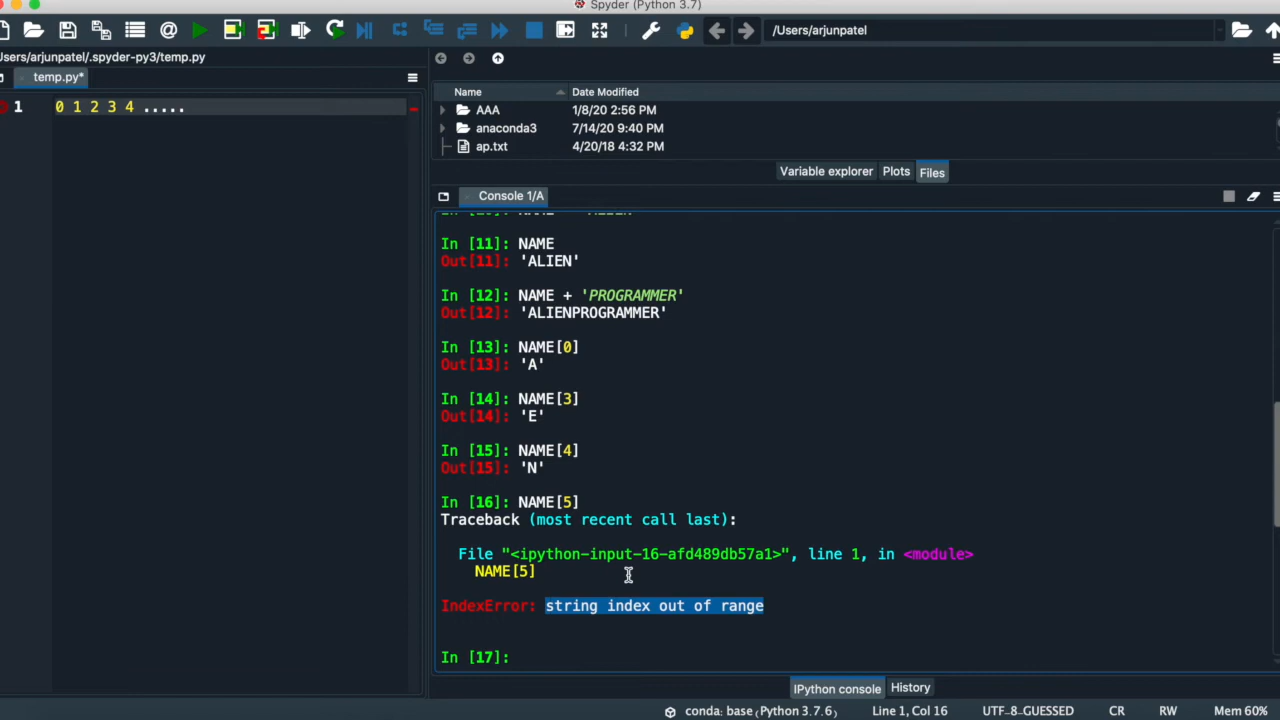 Spyder (Python 3.7)
/Users/arjunpatel
sers/arjunpatel/.spyder-py3/temp.py
temp.py*
1 0 1 2 3 4 .....
Name Date Modified
AAA 1/8/20 2:56 PM
anaconda3 7/14/20 9:40 PM
ap.txt 4/20/18 4:32 PM
Variable explorer Plots Files
Console 1/A
In [11]: NAME
Out[11]: 'ALIEN'
In [12]: NAME + 'PROGRAMMER'
Out[12]: 'ALIENPROGRAMMER'
In [13]: NAME[0]
Out[13]: 'A'
In [14]: NAME[3]
Out[14]: 'E'
In [15]: NAME[4]
Out[15]: 'N'
In [16]: NAME[5]
Traceback (most recent call last):
File "<ipython-input-16-afd489db57a1>", line 1, in <module>
NAME[5]
IndexError: string index out of range
In [17]:
IPython console History
conda: base (Python 3.7.6) Line 1, Col 16 UTF-8-GUESSED CR RW Mem 60%